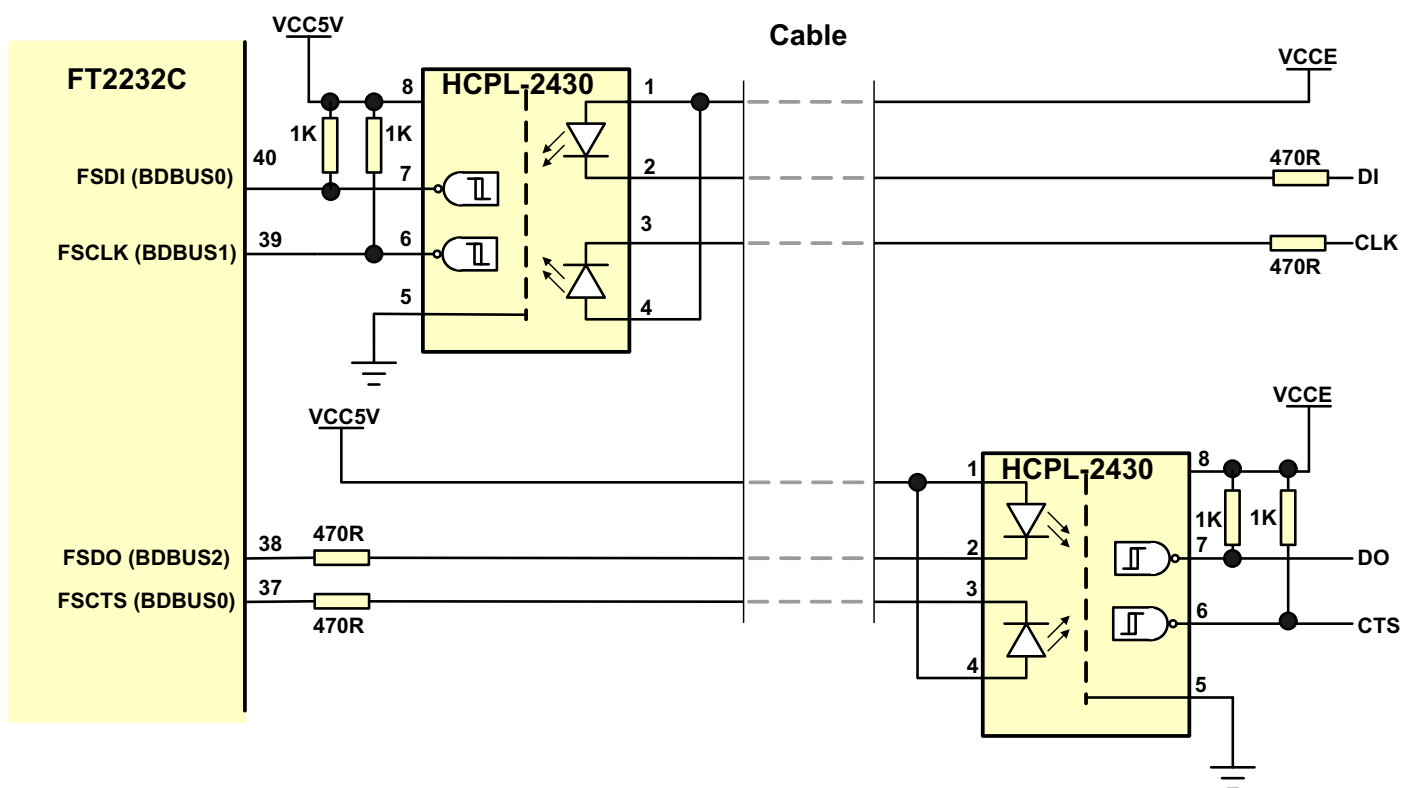 VCC5V
Cable
VCCE
FT2232C
HCPL-2430
8
1
1K
1K
40
470R
FSDI (BDBUS0)
7
2
DI
3
39
6
FSCLK (BDBUS1)
CLK
470R
5
4
VCCE
VCC5V
1
HCPL-2430
8
1K
1K
470R
38
2
7
FSDO (BDBUS2)
DO
37
3
FSCTS (BDBUS0)
6
470R
CTS
4
5